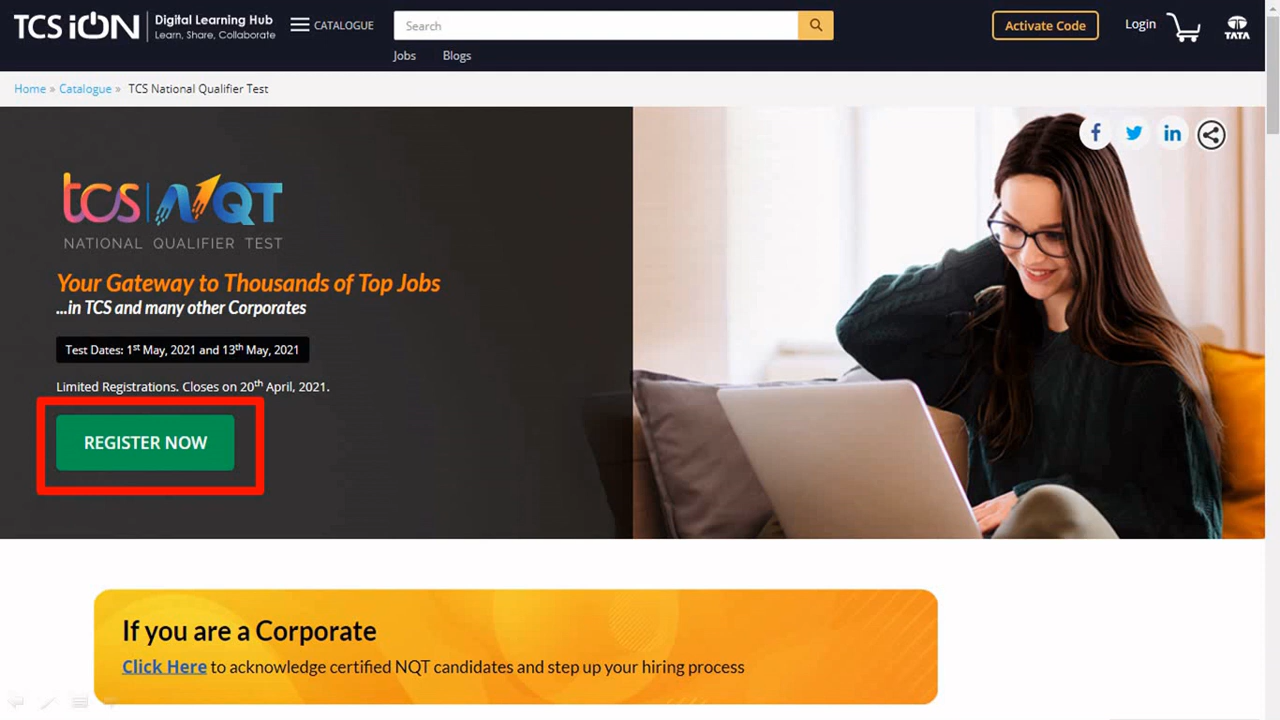 TCS iON
Digital Learning Hub
Learn, Share, Collaborate
CATALOGUE
Search
Activate Code
Login
TATA
Jobs
Blogs
Home » Catalogue » TCS National Qualifier Test
tcs | NQT
NATIONAL QUALIFIER TEST
Your Gateway to Thousands of Top Jobs
...in TCS and many other Corporates
Test Dates: 1st May, 2021 and 13th May, 2021
Limited Registrations. Closes on 20th April, 2021.
REGISTER NOW
If you are a Corporate
Click Here to acknowledge certified NQT candidates and step up your hiring process